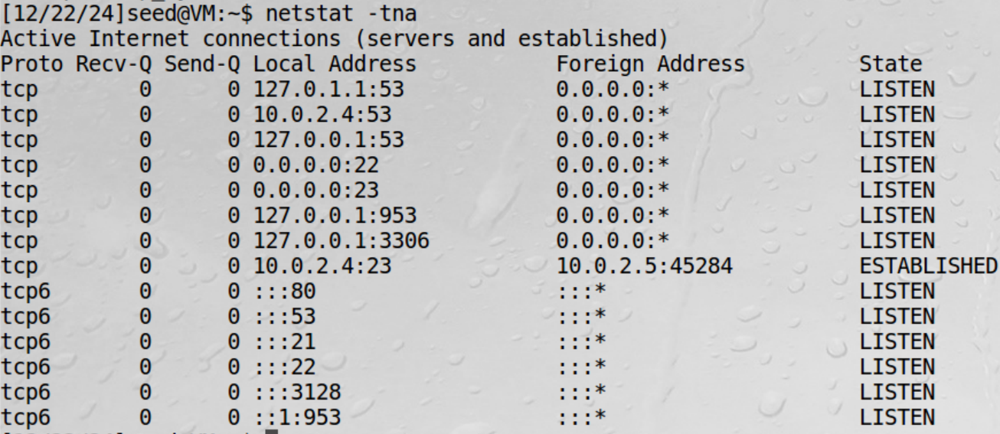 [12/22/24]seed@VM:~$ netstat -tna
Active Internet connections (servers and established)
Proto Recv-Q Send-Q Local Address           Foreign Address         State
tcp        0      0 127.0.1.1:53            0.0.0.0:*               LISTEN
tcp        0      0 10.0.2.4:53             0.0.0.0:*               LISTEN
tcp        0      0 127.0.0.1:53            0.0.0.0:*               LISTEN
tcp        0      0 0.0.0.0:22              0.0.0.0:*               LISTEN
tcp        0      0 0.0.0.0:23              0.0.0.0:*               LISTEN
tcp        0      0 127.0.0.1:953           0.0.0.0:*               LISTEN
tcp        0      0 127.0.0.1:3306          0.0.0.0:*               LISTEN
tcp        0      0 10.0.2.4:23             10.0.2.5:45284          ESTABLISHED
tcp6       0      0 :::80                   :::*                    LISTEN
tcp6       0      0 :::53                   :::*                    LISTEN
tcp6       0      0 :::21                   :::*                    LISTEN
tcp6       0      0 :::22                   :::*                    LISTEN
tcp6       0      0 :::3128                 :::*                    LISTEN
tcp6       0      0 ::1:953                 :::*                    LISTEN